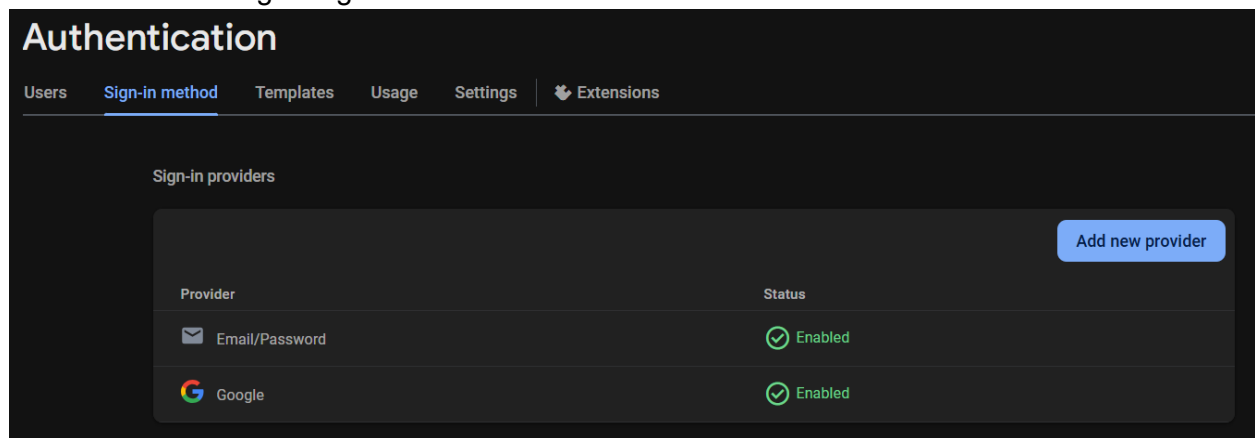 Authentication
Users Sign-in method Templates Usage Settings Extensions
Sign-in providers
Add new provider
Provider Status
Email/Password Enabled
Google Enabled